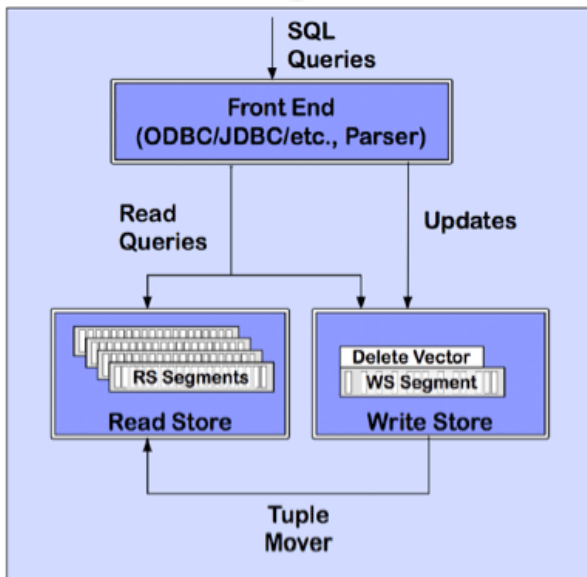 SQL
Queries
Front End
(ODBC/JDBC/etc., Parser)
Read
Queries
Updates
RS Segments
Read Store
Delete Vector
WS Segment
Write Store
Tuple
Mover